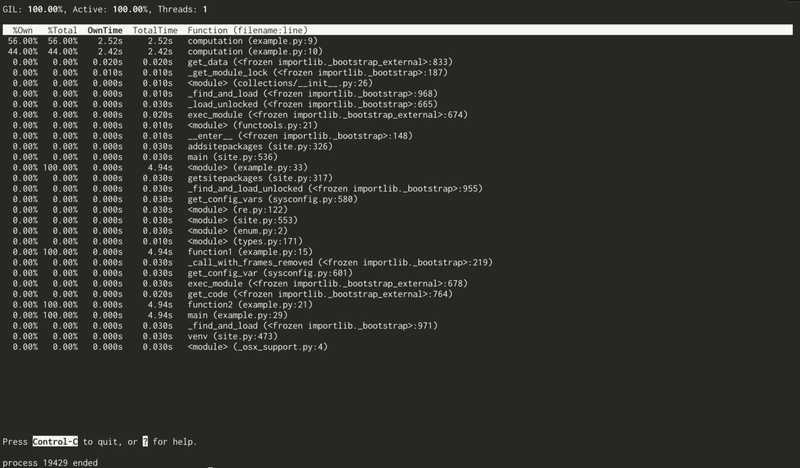 GIL: 100.00%, Active: 100.00%, Threads: 1
%Own %Total OwnTime TotalTime Function (filename:line)
56.00% 56.00% 2.52s 2.52s computation (example.py:9)
44.00% 44.00% 2.42s 2.42s computation (example.py:10)
0.00% 0.00% 0.020s 0.020s get_data (<frozen importlib._bootstrap_external>:833)
0.00% 0.00% 0.010s 0.010s _get_module_lock (<frozen importlib._bootstrap>:187)
0.00% 0.00% 0.000s 0.010s <module> (collections/__init__.py:26)
0.00% 0.00% 0.000s 0.010s _find_and_load (<frozen importlib._bootstrap>:968)
0.00% 0.00% 0.000s 0.030s _load_unlocked (<frozen importlib._bootstrap>:665)
0.00% 0.00% 0.000s 0.020s exec_module (<frozen importlib._bootstrap_external>:674)
0.00% 0.00% 0.000s 0.010s <module> (functools.py:21)
0.00% 0.00% 0.000s 0.010s __enter__ (<frozen importlib._bootstrap>:148)
0.00% 0.00% 0.000s 0.030s addsitepackages (site.py:326)
0.00% 0.00% 0.000s 0.030s main (site.py:536)
0.00% 100.00% 0.000s 4.94s <module> (example.py:33)
0.00% 0.00% 0.000s 0.030s getsitepackages (site.py:317)
0.00% 0.00% 0.000s 0.030s _find_and_load_unlocked (<frozen importlib._bootstrap>:955)
0.00% 0.00% 0.000s 0.030s get_config_vars (sysconfig.py:580)
0.00% 0.00% 0.000s 0.030s <module> (re.py:122)
0.00% 0.00% 0.000s 0.030s <module> (site.py:553)
0.00% 0.00% 0.000s 0.030s <module> (enum.py:2)
0.00% 0.00% 0.000s 0.010s <module> (types.py:171)
0.00% 100.00% 0.000s 4.94s function1 (example.py:15)
0.00% 0.00% 0.000s 0.030s _call_with_frames_removed (<frozen importlib._bootstrap>:219)
0.00% 0.00% 0.000s 0.030s get_config_var (sysconfig.py:601)
0.00% 0.00% 0.000s 0.030s exec_module (<frozen importlib._bootstrap_external>:678)
0.00% 0.00% 0.000s 0.020s get_code (<frozen importlib._bootstrap_external>:764)
0.00% 100.00% 0.000s 4.94s function2 (example.py:21)
0.00% 100.00% 0.000s 4.94s main (example.py:29)
0.00% 0.00% 0.000s 0.030s _find_and_load (<frozen importlib._bootstrap>:971)
0.00% 0.00% 0.000s 0.030s venv (site.py:473)
0.00% 0.00% 0.000s 0.030s <module> (_osx_support.py:4)
Press Control-C to quit, or ? for help.
process 19429 ended